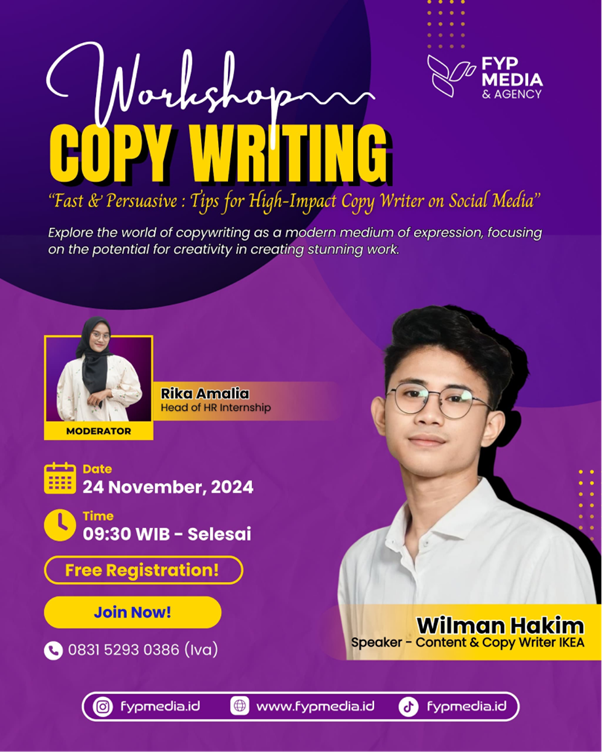 Workshop
FYP
MEDIA
& AGENCY
COPY WRITING
“Fast & Persuasive : Tips for High-Impact Copy Writer on Social Media”
Explore the world of copywriting as a modern medium of expression, focusing
on the potential for creativity in creating stunning work.
Rika Amalia
Head of HR Internship
MODERATOR
Date
24 November, 2024
Time
09:30 WIB - Selesai
Free Registration!
Join Now!
0831 5293 0386 (Iva)
Wilman Hakim
Speaker - Content & Copy Writer IKEA
fypmedia.id
www.fypmedia.id
fypmedia.id